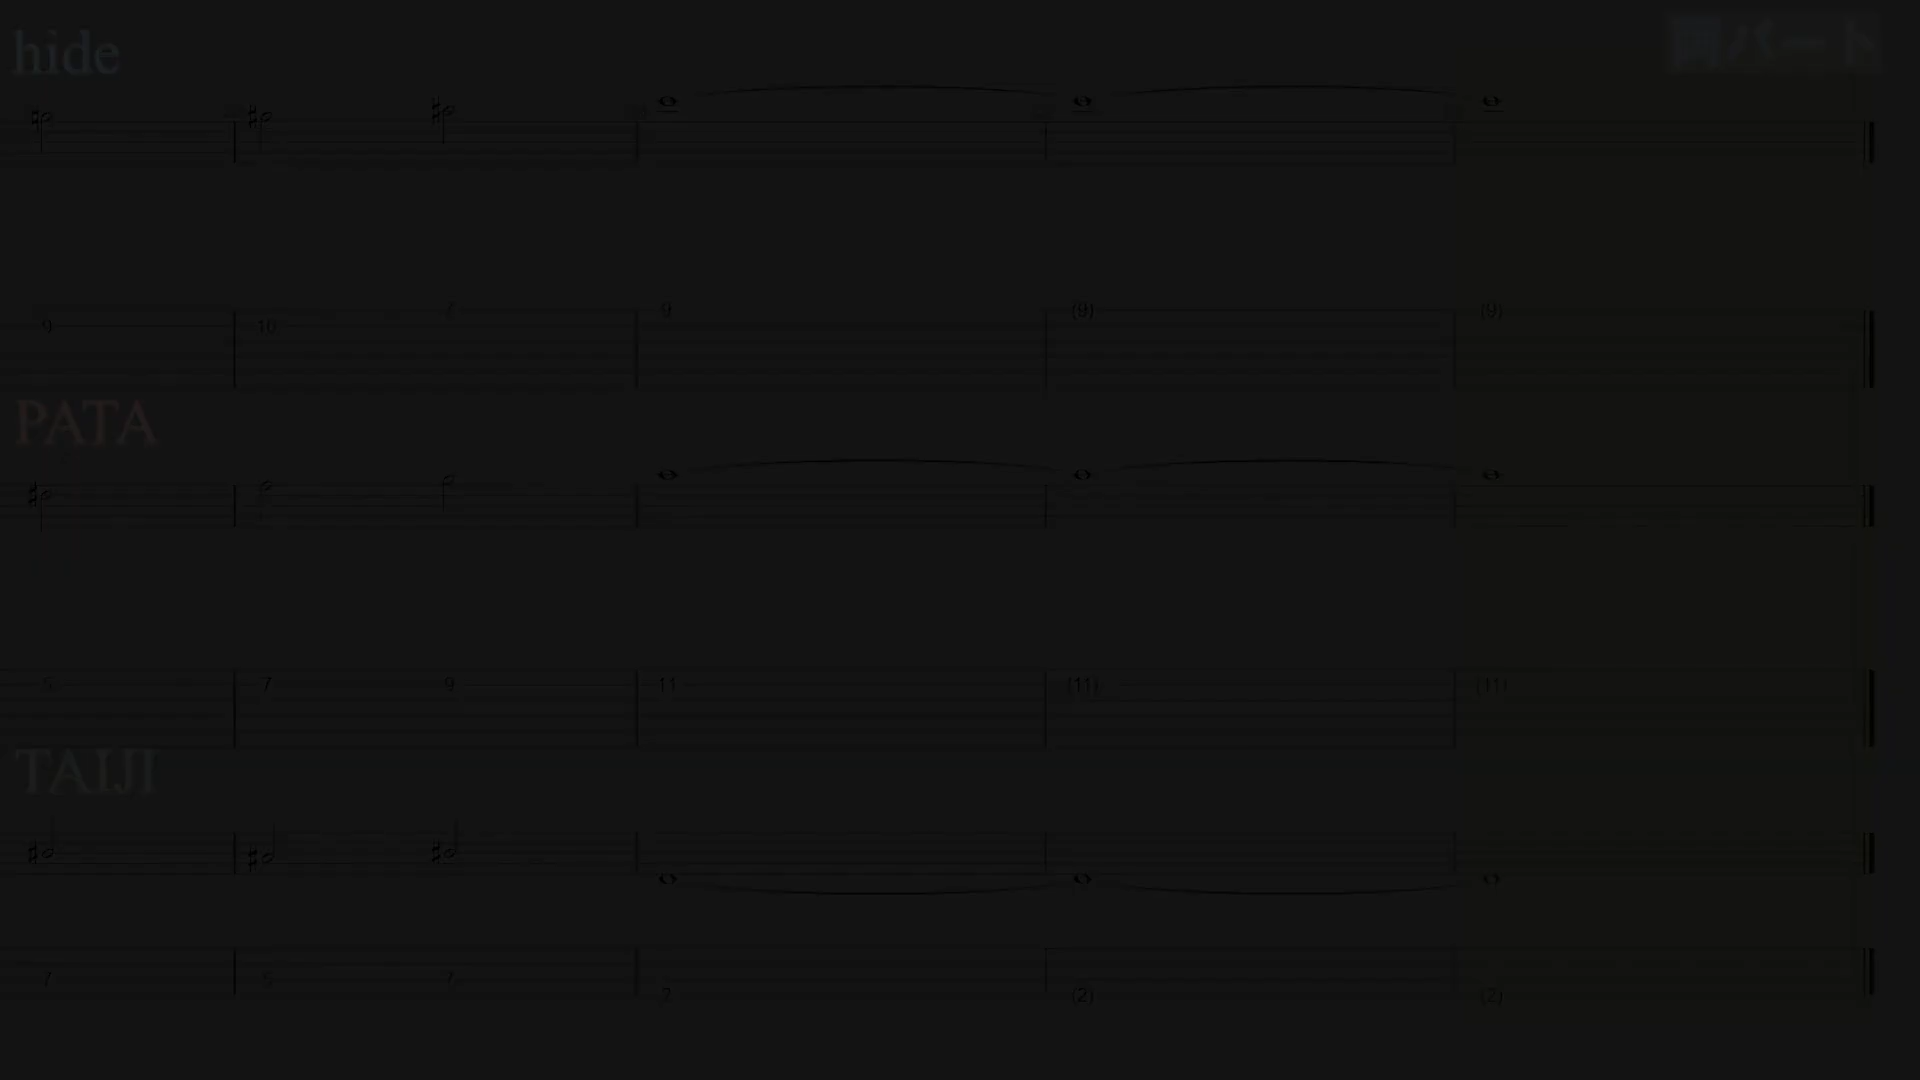 hide
9 10 7 9 (9) (9)
PATA
7 9 11 (11) (11)
TAIJI
7 5 7 2 (2) (2)